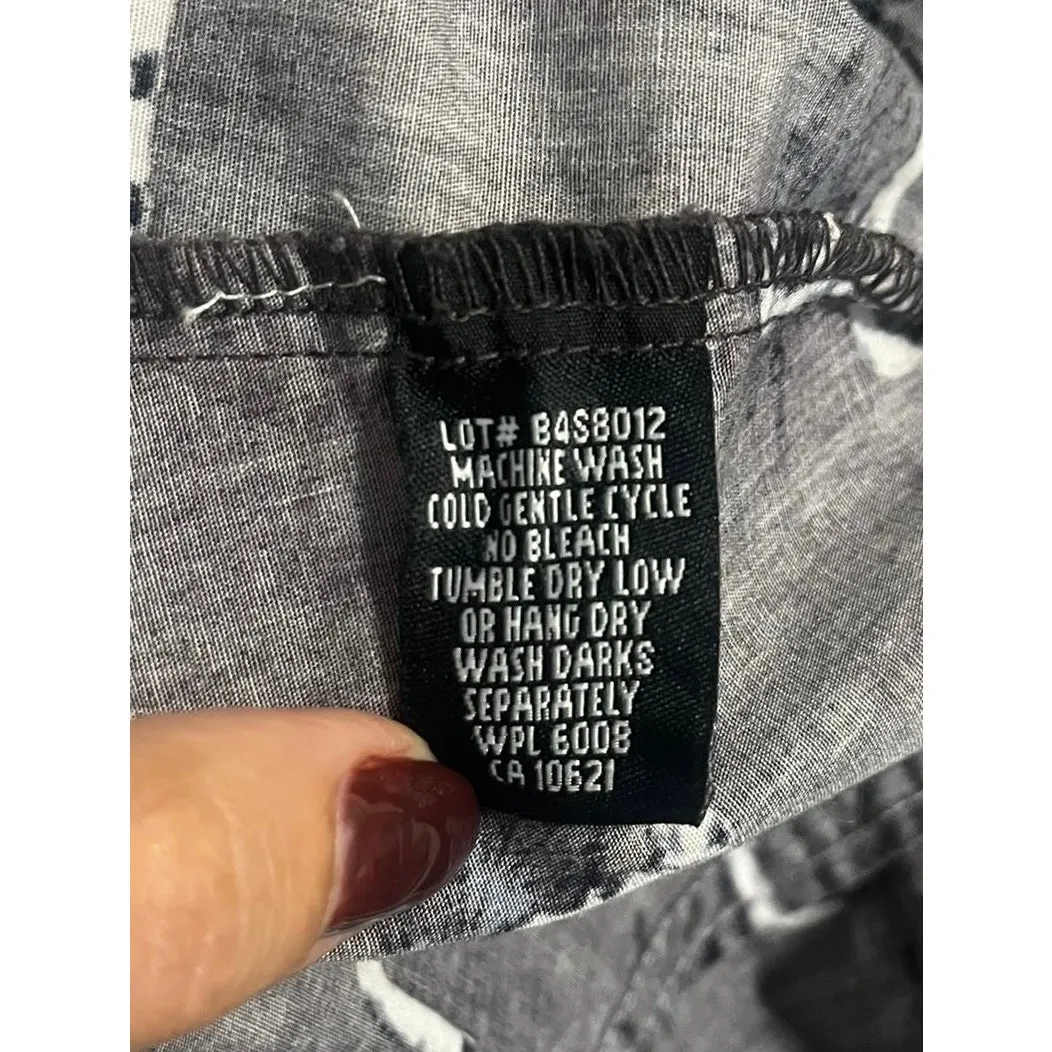 LOT# B4S8012
MACHINE WASH
COLD GENTLE CYCLE
NO BLEACH
TUMBLE DRY LOW
OR HANG DRY
WASH DARKS
SEPARATELY
WPL 6008
CA 10621